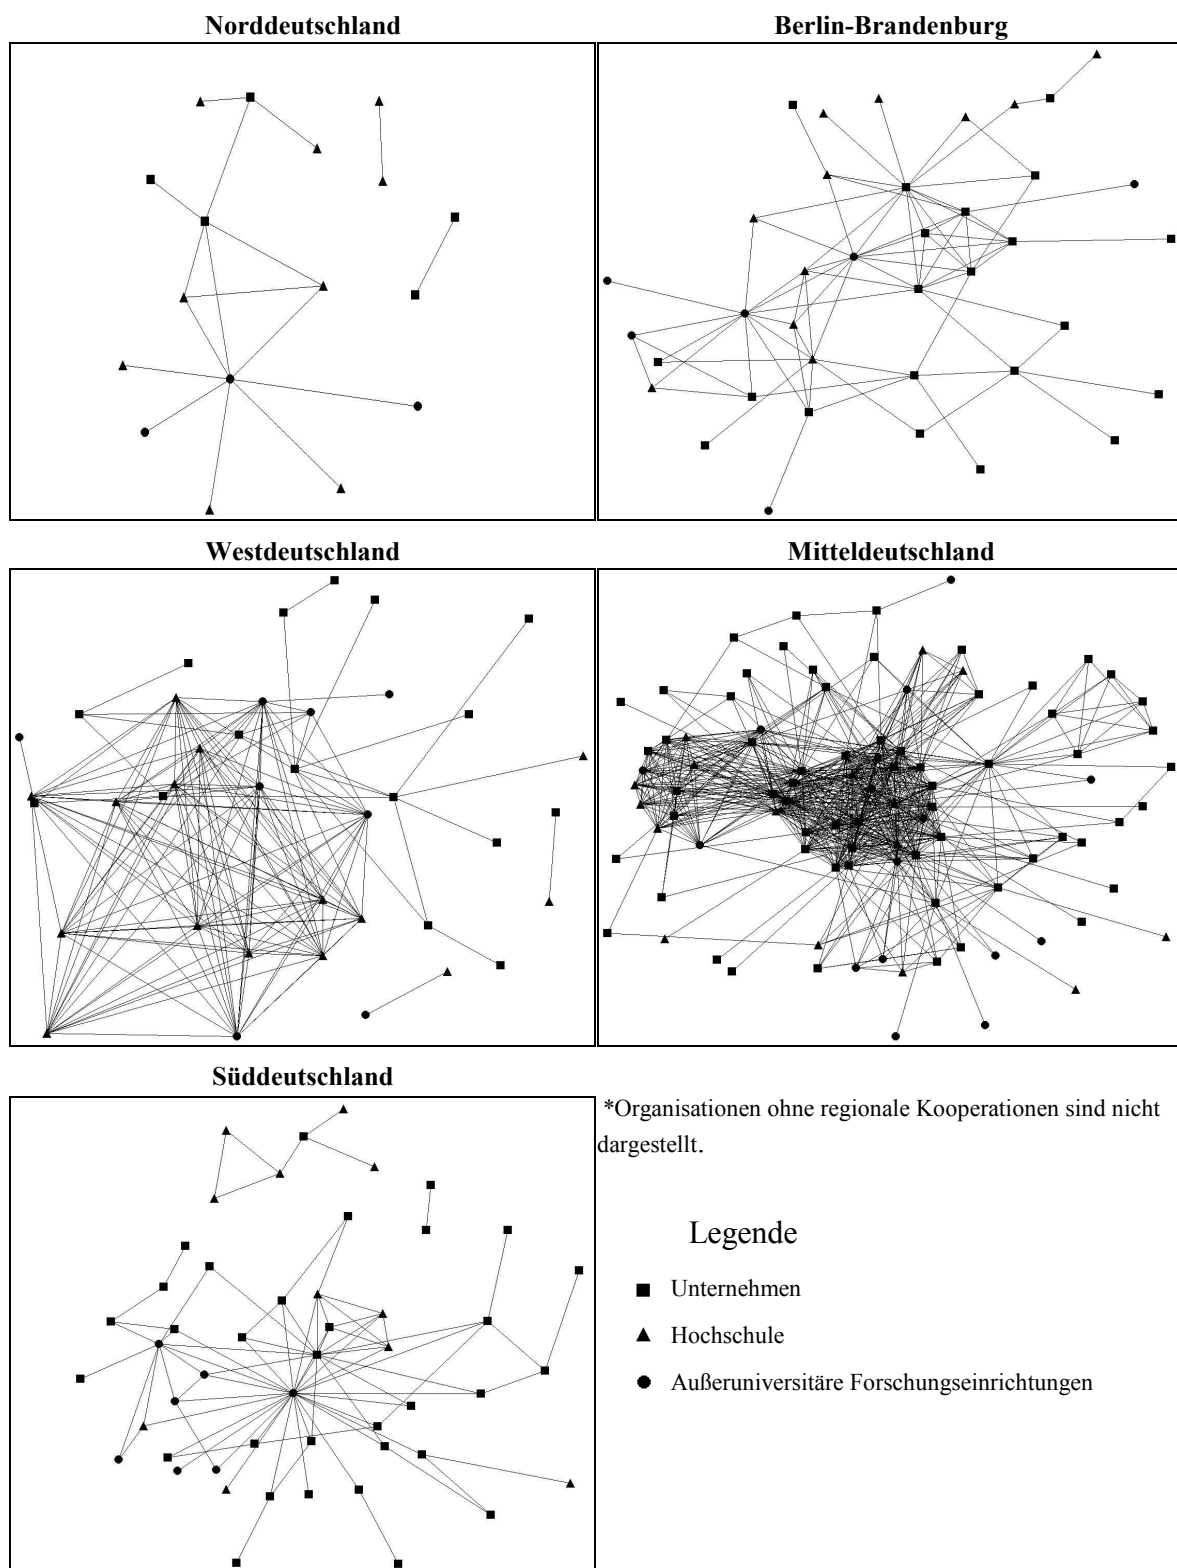 Norddeutschland
Berlin-Brandenburg
Westdeutschland
Mitteldeutschland
Süddeutschland
*Organisationen ohne regionale Kooperationen sind nicht
dargestellt.
Legende
Unternehmen
Hochschule
Außeruniversitäre Forschungseinrichtungen